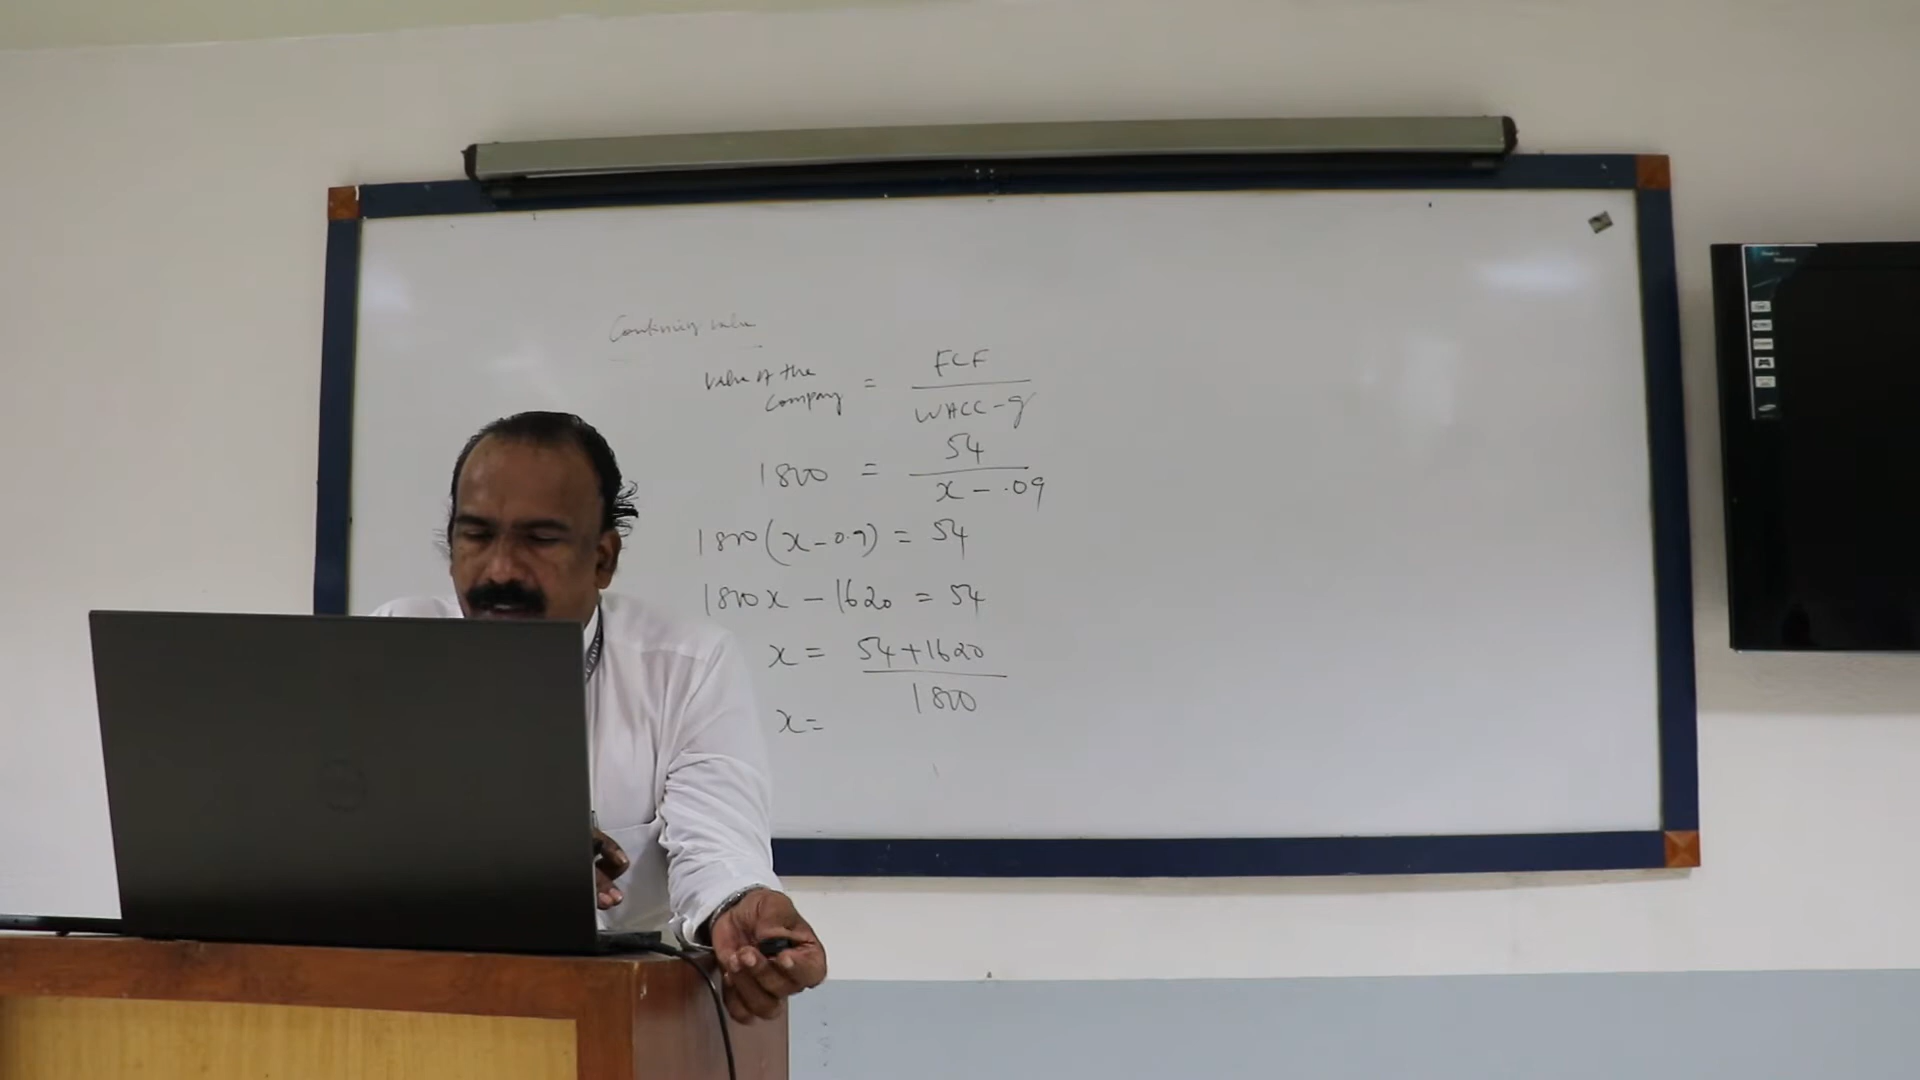 Continuing value
Value of the company = FCF / WACC - g
1800 = 54 / x - .09
1800 (x - 0.9) = 54
1800x - 1620 = 54
x = 54 + 1620 / 1800
x =